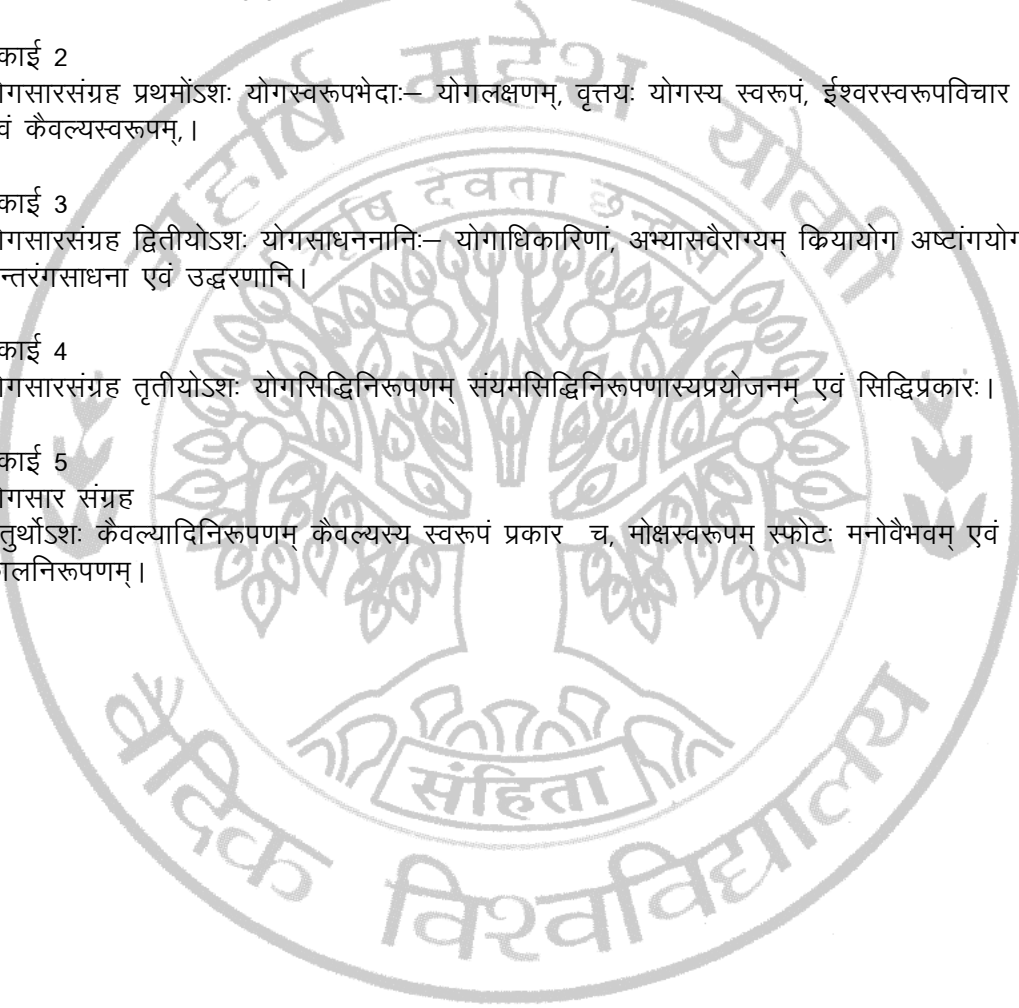 काई 2
गसारसंग्रह प्रथमोंऽशः योगस्वरूपभेदाः– योगलक्षणम्, वृत्तयः योगस्य स्वरूपं, ईश्वरस्वरूपविचार
वं कैवल्यस्वरूपम्,।
काई 3
गसारसंग्रह द्वितीयोऽशः योगसाधननानिः– योगाधिकारिणां, अभ्यासवैराग्यम् क्रियायोग अष्टांगयोग
न्तरंगसाधना एवं उद्धरणानि।
काई 4
गसारसंग्रह तृतीयोऽशः योगसिद्धिनिरूपणम् संयमसिद्धिनिरूपणास्यप्रयोजनम् एवं सिद्धिप्रकारः।
काई 5
गसार संग्रह
तुर्थोऽशः कैवल्यादिनिरूपणम् कैवल्यस्य स्वरूपं प्रकार च, मोक्षस्वरूपम् स्फोटः मनोवैभवम् एवं
कालनिरूपणम्।
महर्षि महेश योगी
ऋषि देवता छन्दस
संहिता
वैदिक विश्वविद्यालय